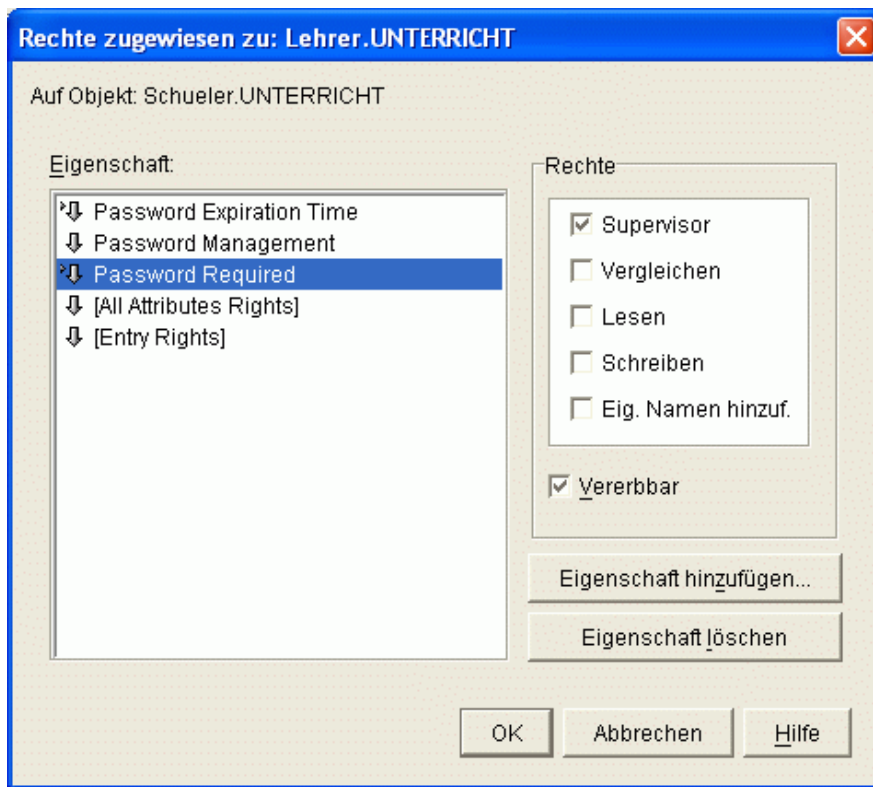 Rechte zugewiesen zu: Lehrer.UNTERRICHT
Auf Objekt: Schueler.UNTERRICHT
Eigenschaft:
Password Expiration Time
Password Management
Password Required
[All Attributes Rights]
[Entry Rights]
Rechte
Supervisor
Vergleichen
Lesen
Schreiben
Eig. Namen hinzuf.
Vererbbar
Eigenschaft hinzufügen...
Eigenschaft löschen
OK
Abbrechen
Hilfe